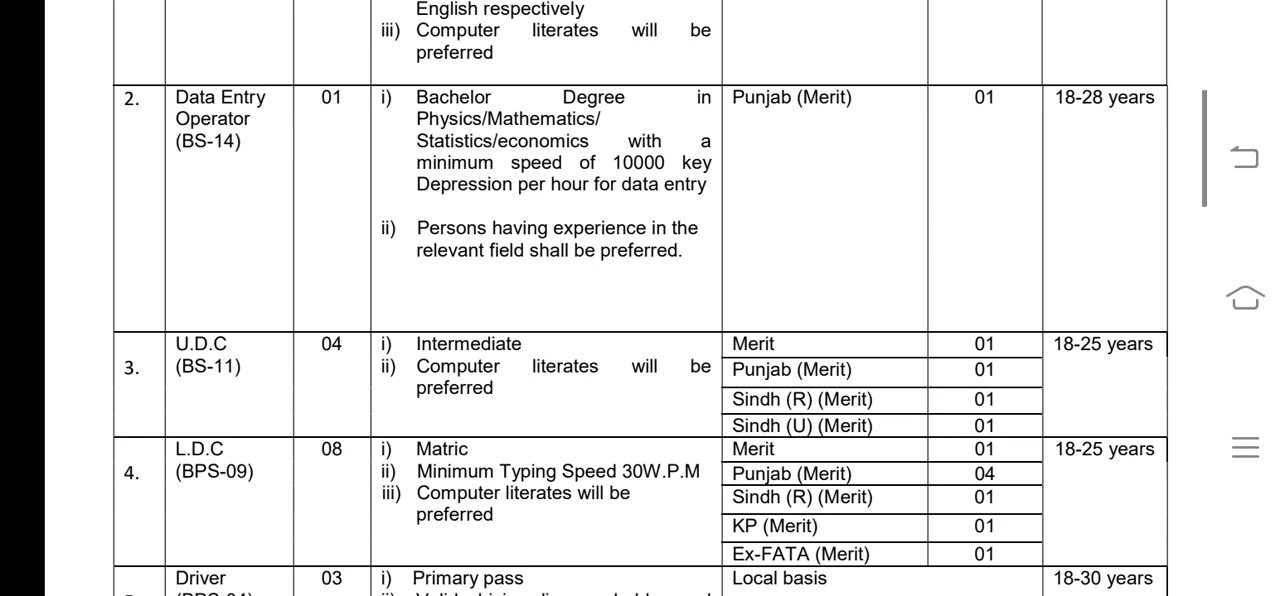 English respectively
iii) Computer literates will be
preferred
2. Data Entry 01 i) Bachelor Degree in Punjab (Merit) 01 18-28 years
Operator Physics/Mathematics/
(BS-14) Statistics/economics with a
minimum speed of 10000 key
Depression per hour for data entry
ii) Persons having experience in the
relevant field shall be preferred.
U.D.C 04 i) Intermediate Merit 01 18-25 years
3. (BS-11) ii) Computer literates will be Punjab (Merit) 01
preferred
Sindh (R) (Merit) 01
Sindh (U) (Merit) 01
L.D.C 08 i) Matric Merit 01 18-25 years
4. (BPS-09) ii) Minimum Typing Speed 30W.P.M Punjab (Merit) 04
iii) Computer literates will be Sindh (R) (Merit) 01
preferred
KP (Merit) 01
Ex-FATA (Merit) 01
Driver 03 i) Primary pass Local basis 18-30 years